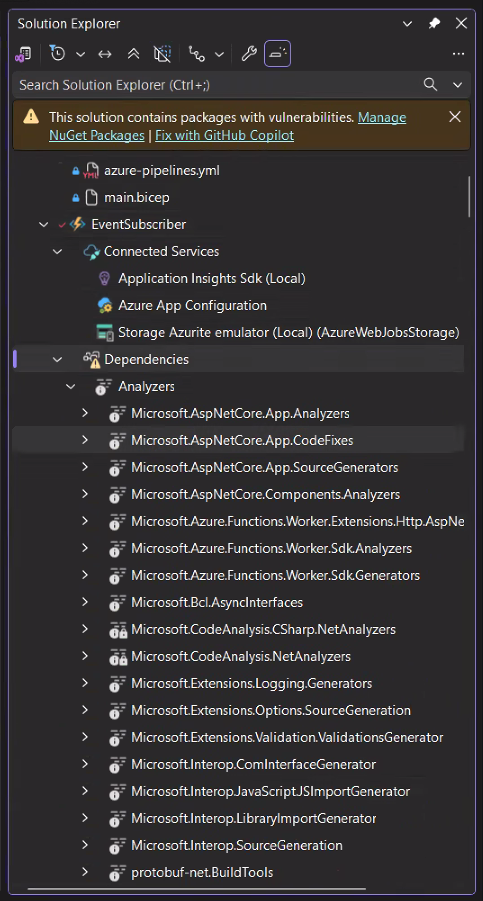 Solution Explorer
Search Solution Explorer (Ctrl+;)
This solution contains packages with vulnerabilities. Manage
NuGet Packages | Fix with GitHub Copilot
YML azure-pipelines.yml
main.bicep
EventSubscriber
Connected Services
Application Insights Sdk (Local)
Azure App Configuration
Storage Azurite emulator (Local) (AzureWebJobsStorage)
Dependencies
Analyzers
Microsoft.AspNetCore.App.Analyzers
Microsoft.AspNetCore.App.CodeFixes
Microsoft.AspNetCore.App.SourceGenerators
Microsoft.AspNetCore.Components.Analyzers
Microsoft.Azure.Functions.Worker.Extensions.Http.AspNe
Microsoft.Azure.Functions.Worker.Sdk.Analyzers
Microsoft.Azure.Functions.Worker.Sdk.Generators
Microsoft.Bcl.AsyncInterfaces
Microsoft.CodeAnalysis.CSharp.NetAnalyzers
Microsoft.CodeAnalysis.NetAnalyzers
Microsoft.Extensions.Logging.Generators
Microsoft.Extensions.Options.SourceGeneration
Microsoft.Extensions.Validation.ValidationsGenerator
Microsoft.Interop.ComInterfaceGenerator
Microsoft.Interop.JavaScript.JSImportGenerator
Microsoft.Interop.LibraryImportGenerator
Microsoft.Interop.SourceGeneration
protobuf-net.BuildTools